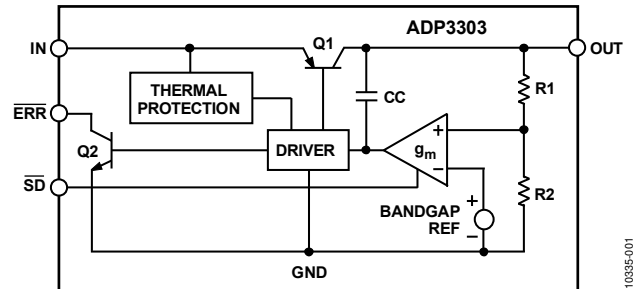 ADP3303
IN
Q1
OUT
THERMAL
PROTECTION
CC
R1
ERR
Q2
DRIVER
gm
+
−
R2
SD
BANDGAP
REF
+
−
GND
10335-001